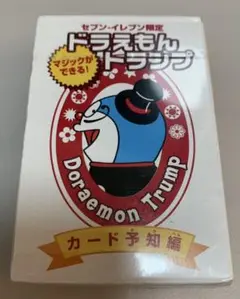 セブン-イレブン限定
ドラえもん
マジックが
できる!
トランプ
Doraemon Trump
カード予知編